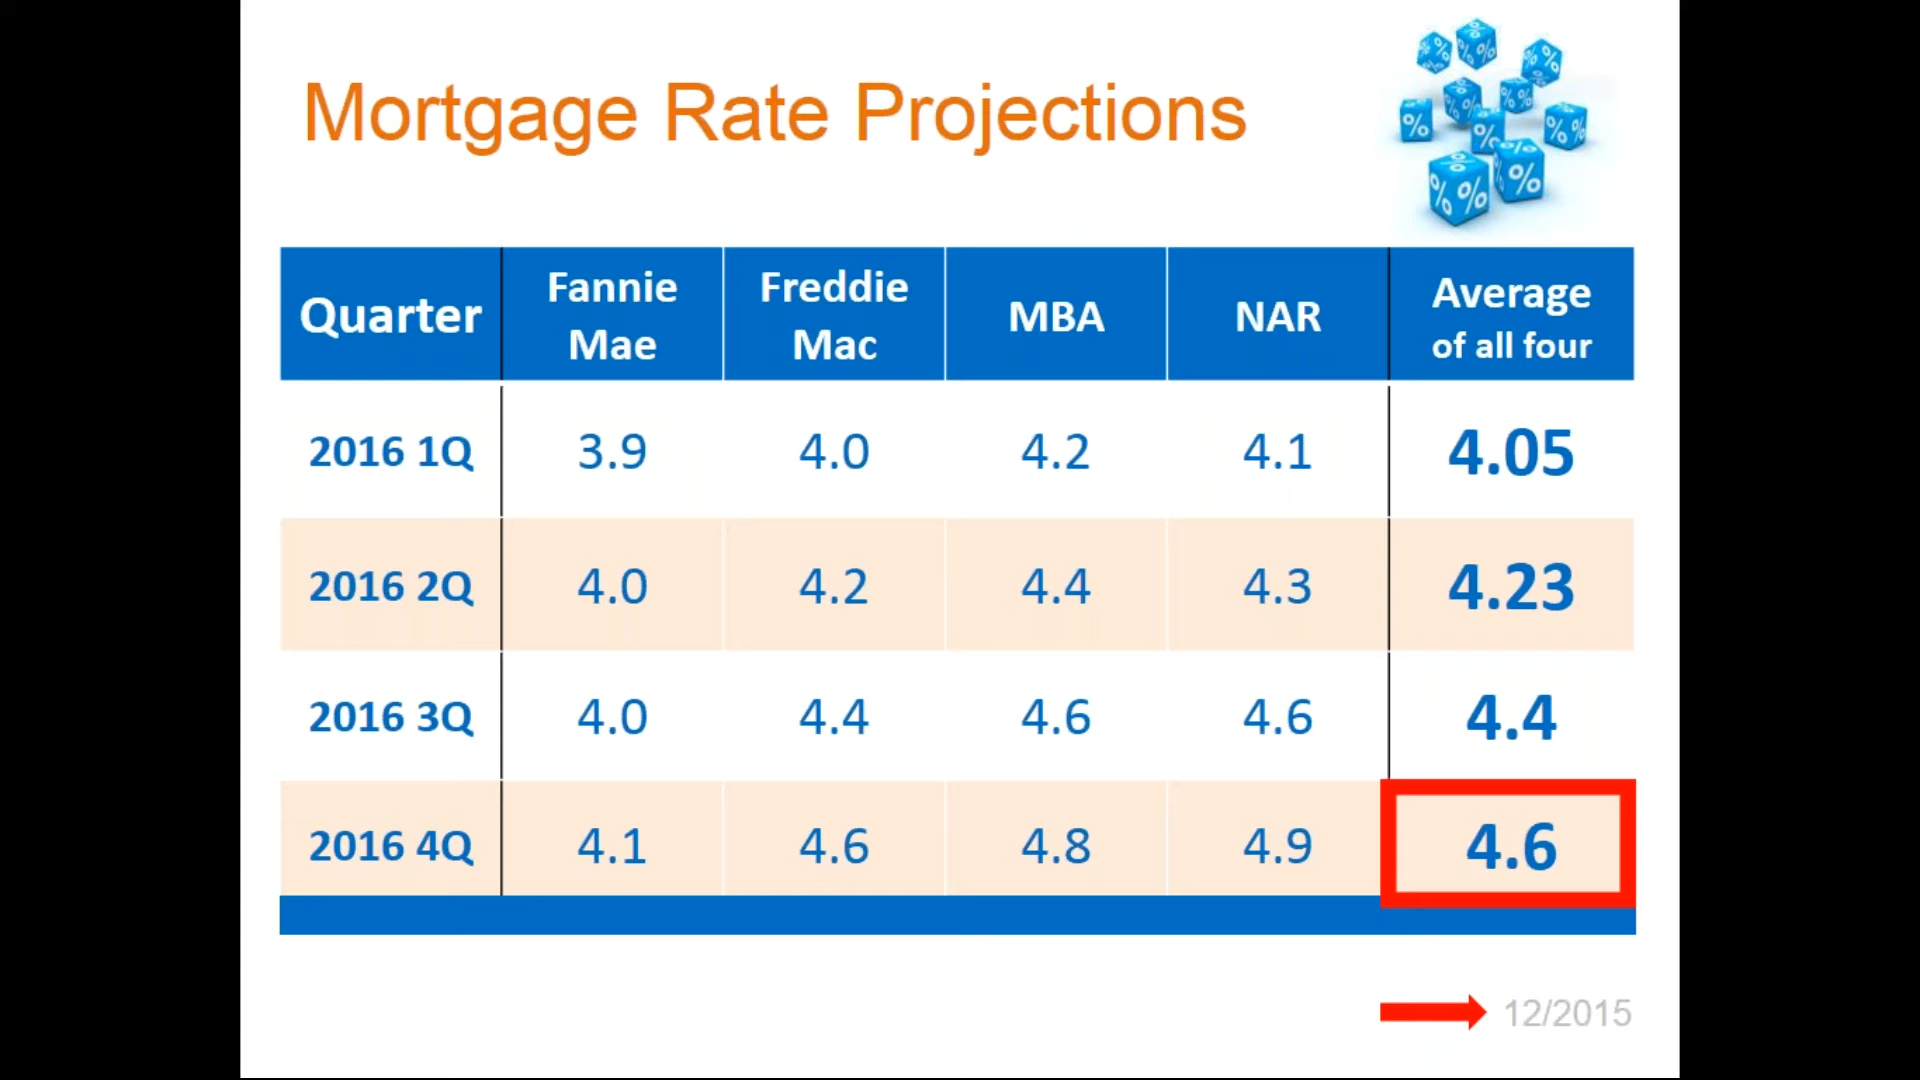 Mortgage Rate Projections
Quarter Fannie Mae Freddie Mac MBA NAR Average of all four
2016 1Q 3.9 4.0 4.2 4.1 4.05
2016 2Q 4.0 4.2 4.4 4.3 4.23
2016 3Q 4.0 4.4 4.6 4.6 4.4
2016 4Q 4.1 4.6 4.8 4.9 4.6
12/2015